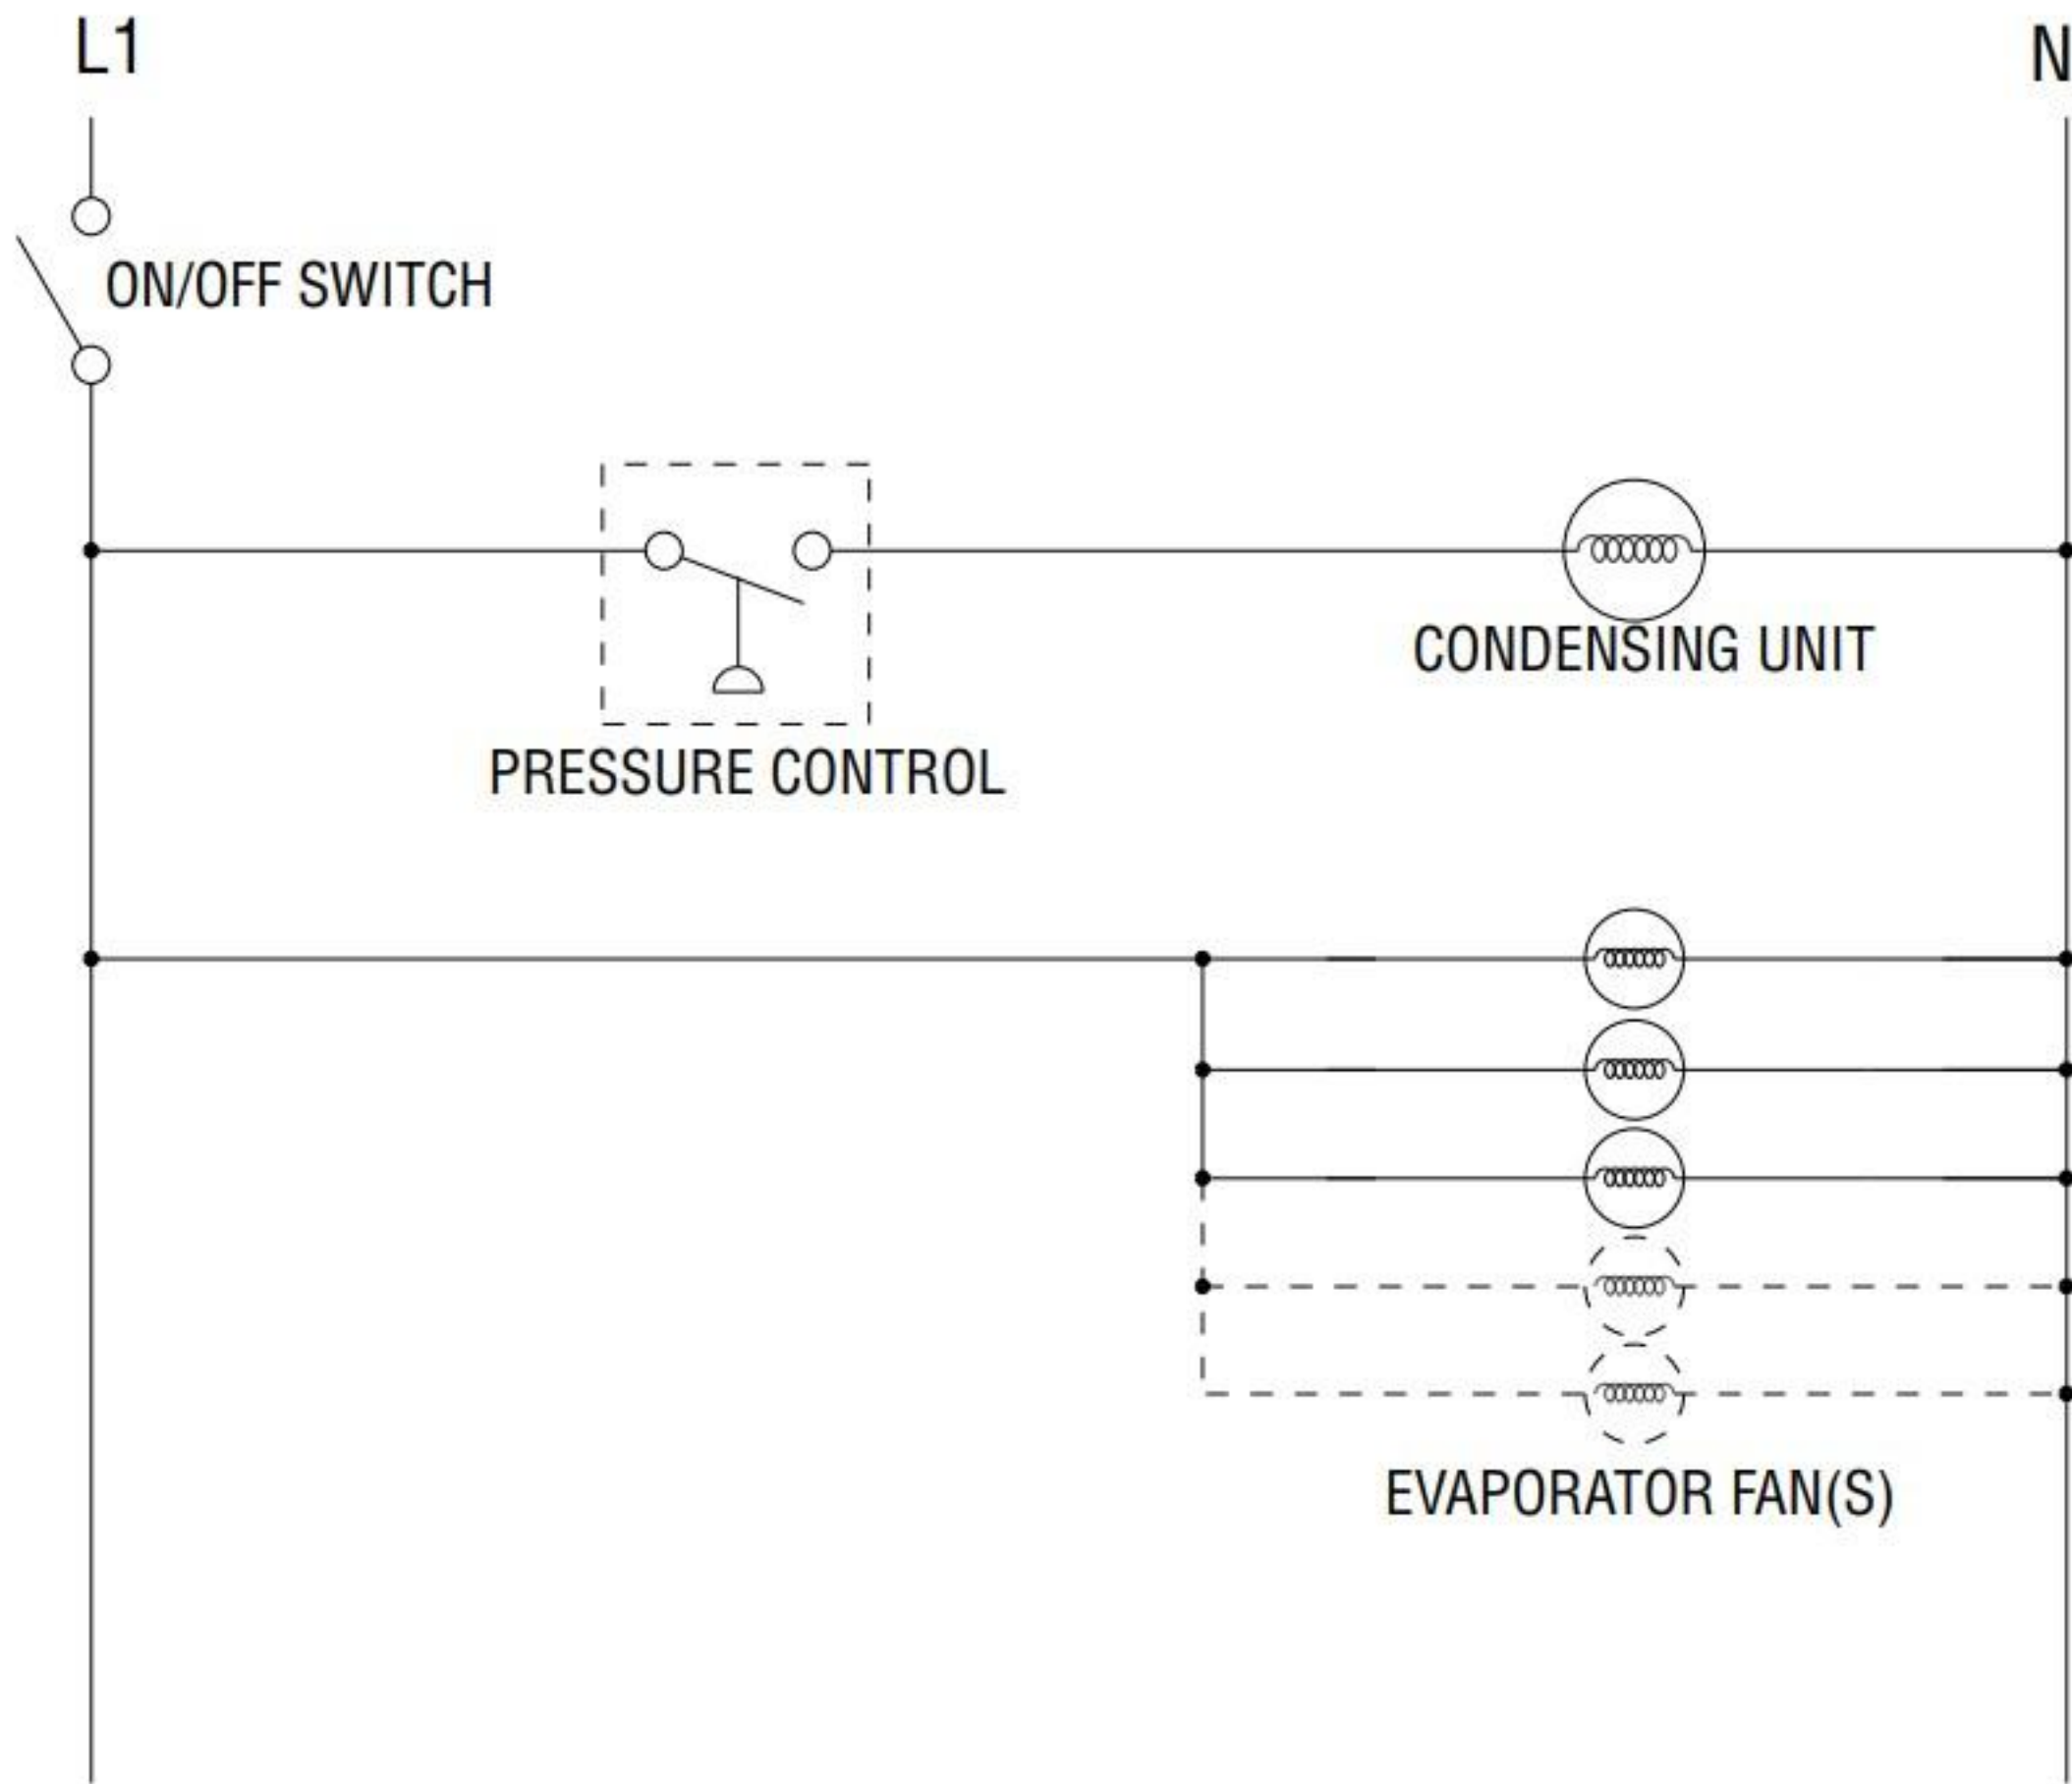 L1
N
ON/OFF SWITCH
CONDENSING UNIT
PRESSURE CONTROL
EVAPORATOR FAN(S)